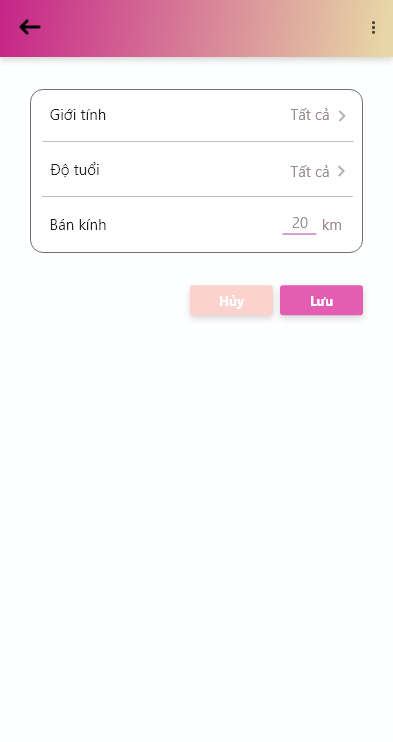 Giới tính Tất cả
Độ tuổi Tất cả
Bán kính 20 km
Hủy Lưu